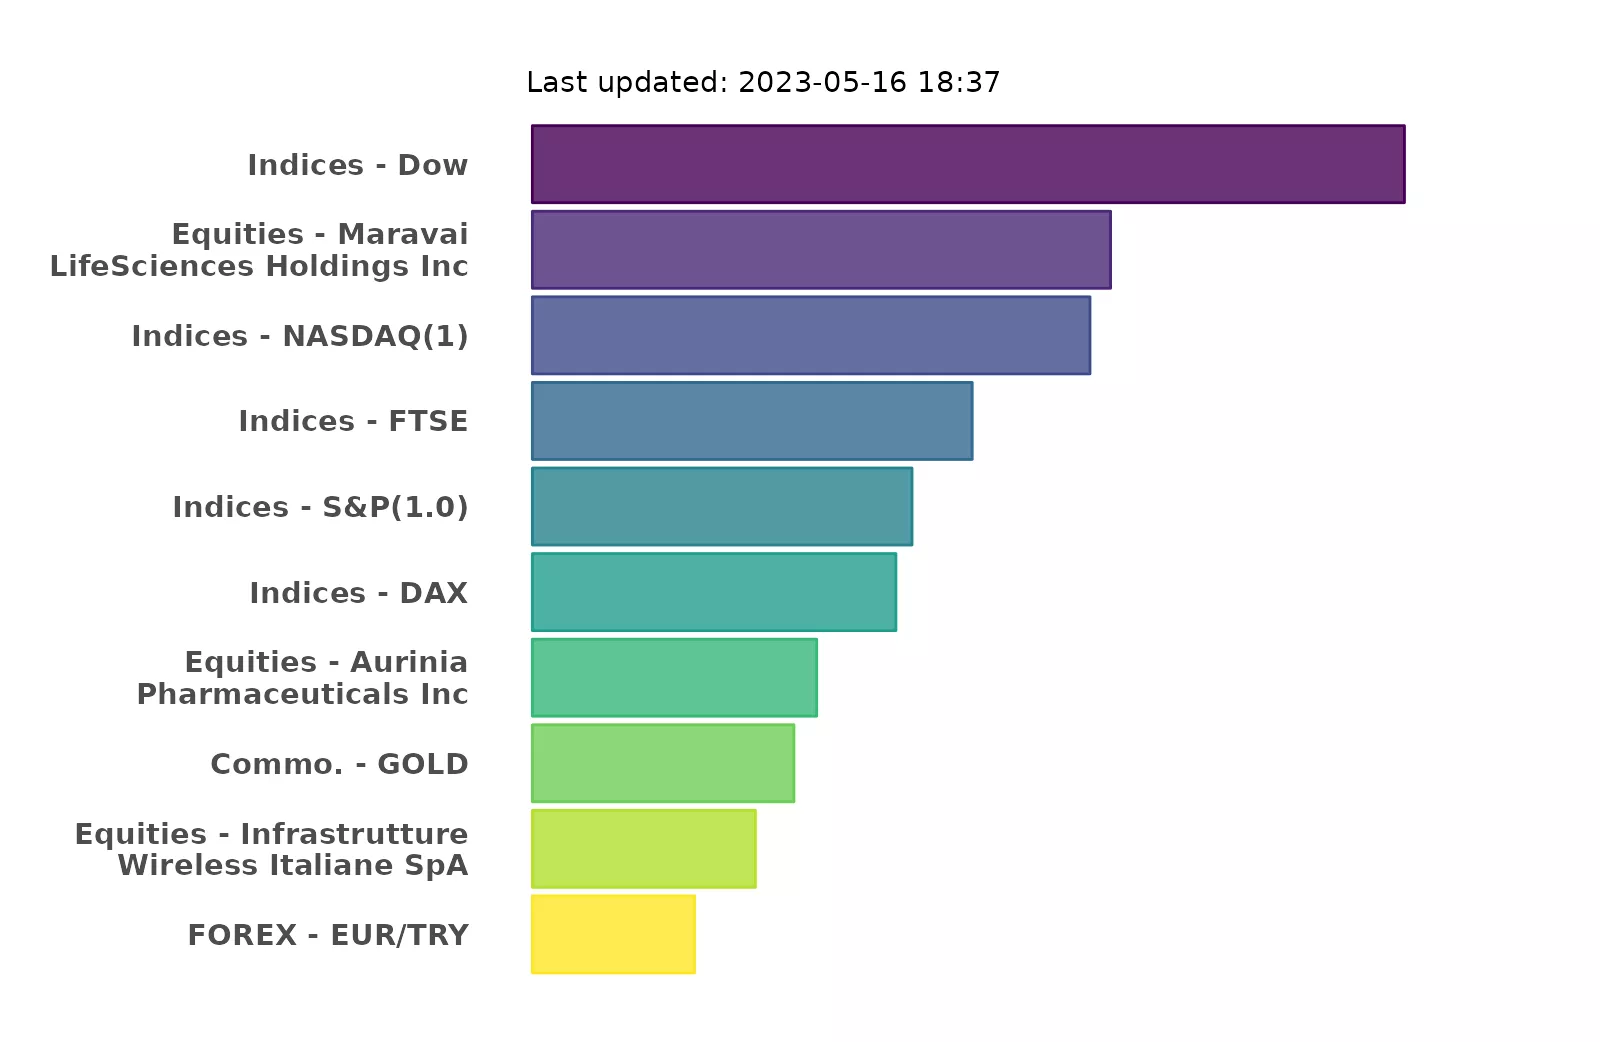 Last updated: 2023-05-16 18:37
Indices - Dow
Equities - Maravai
LifeSciences Holdings Inc
Indices - NASDAQ(1)
Indices - FTSE
Indices - S&P(1.0)
Indices - DAX
Equities - Aurinia
Pharmaceuticals Inc
Commo. - GOLD
Equities - Infrastrutture
Wireless Italiane SpA
FOREX - EUR/TRY